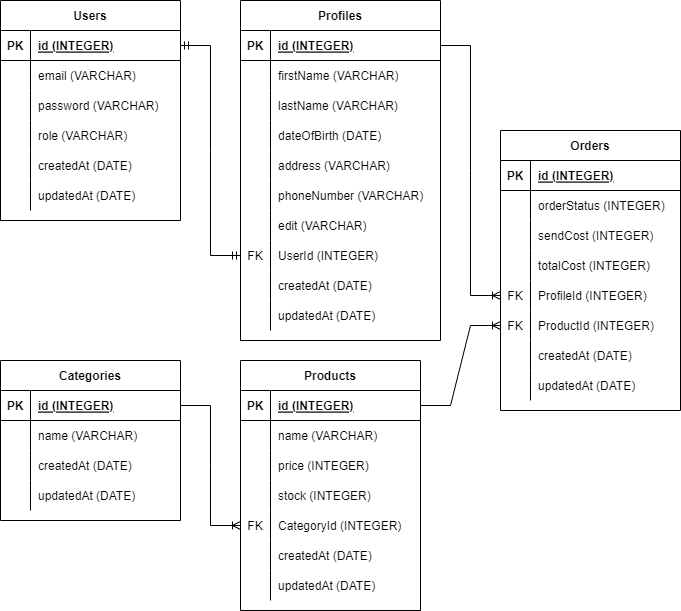 Users
PK id (INTEGER)
email (VARCHAR)
password (VARCHAR)
role (VARCHAR)
createdAt (DATE)
updatedAt (DATE)
Profiles
PK id (INTEGER)
firstName (VARCHAR)
lastName (VARCHAR)
dateOfBirth (DATE)
address (VARCHAR)
phoneNumber (VARCHAR)
edit (VARCHAR)
FK UserId (INTEGER)
createdAt (DATE)
updatedAt (DATE)
Orders
PK id (INTEGER)
orderStatus (INTEGER)
sendCost (INTEGER)
totalCost (INTEGER)
FK ProfileId (INTEGER)
FK ProductId (INTEGER)
createdAt (DATE)
updatedAt (DATE)
Categories
PK id (INTEGER)
name (VARCHAR)
createdAt (DATE)
updatedAt (DATE)
Products
PK id (INTEGER)
name (VARCHAR)
price (INTEGER)
stock (INTEGER)
FK CategoryId (INTEGER)
createdAt (DATE)
updatedAt (DATE)